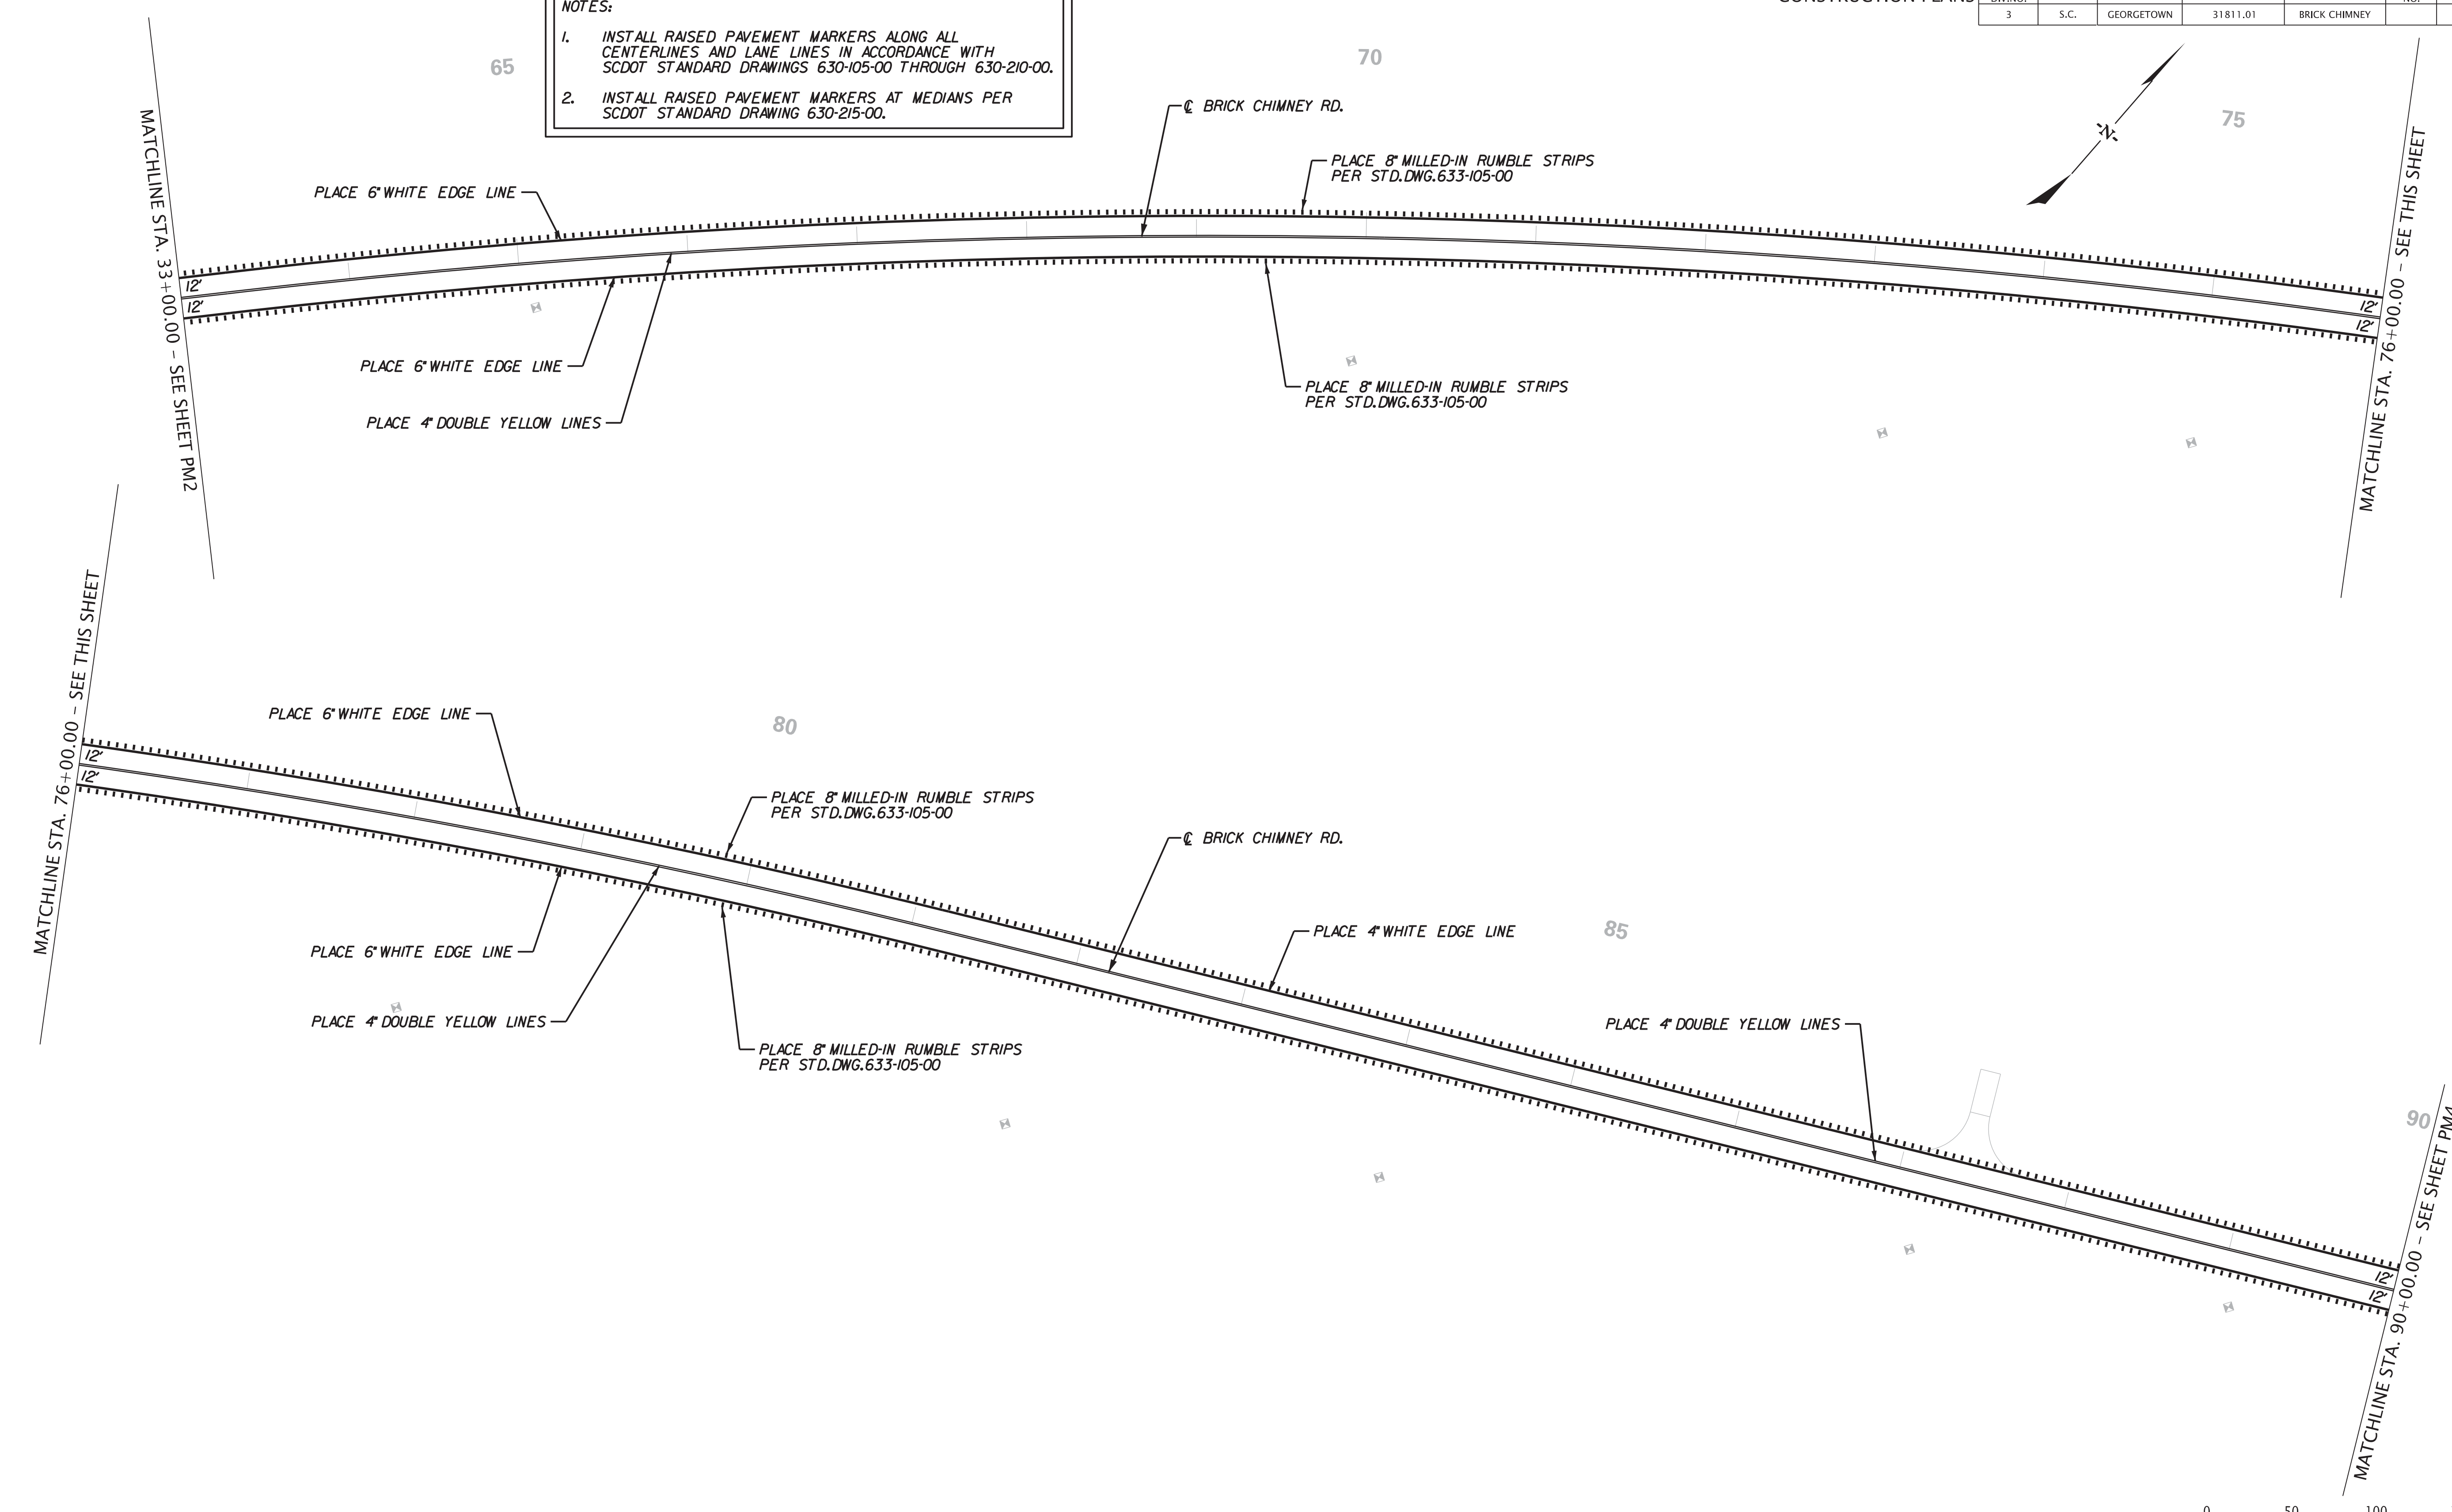 NOTES:
1. INSTALL RAISED PAVEMENT MARKERS ALONG ALL
CENTERLINES AND LANE LINES IN ACCORDANCE WITH
SCDOT STANDARD DRAWINGS 630-105-00 THROUGH 630-210-00.
2. INSTALL RAISED PAVEMENT MARKERS AT MEDIANS PER
SCDOT STANDARD DRAWING 630-215-00.
3 S.C. GEORGETOWN 31811.01 BRICK CHIMNEY
65
70
75
-N-
MATCHLINE STA. 33+00.00 – SEE SHEET PM2
℄ BRICK CHIMNEY RD.
PLACE 8" MILLED-IN RUMBLE STRIPS
PER STD.DWG.633-105-00
PLACE 6" WHITE EDGE LINE
12'
12'
12'
12'
PLACE 6" WHITE EDGE LINE
PLACE 8" MILLED-IN RUMBLE STRIPS
PER STD.DWG.633-105-00
PLACE 4" DOUBLE YELLOW LINES
MATCHLINE STA. 76+00.00 – SEE THIS SHEET
MATCHLINE STA. 76+00.00 – SEE THIS SHEET
PLACE 6" WHITE EDGE LINE
80
12'
12'
PLACE 8" MILLED-IN RUMBLE STRIPS
PER STD.DWG.633-105-00
℄ BRICK CHIMNEY RD.
PLACE 4" WHITE EDGE LINE
85
PLACE 6" WHITE EDGE LINE
PLACE 4" DOUBLE YELLOW LINES
PLACE 8" MILLED-IN RUMBLE STRIPS
PER STD.DWG.633-105-00
PLACE 4" DOUBLE YELLOW LINES
90
12'
12'
MATCHLINE STA. 90+00.00 – SEE SHEET PM4
0 50 100